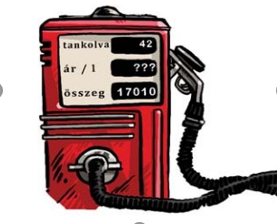 tankolva 42
ár / l ???
összeg 17010